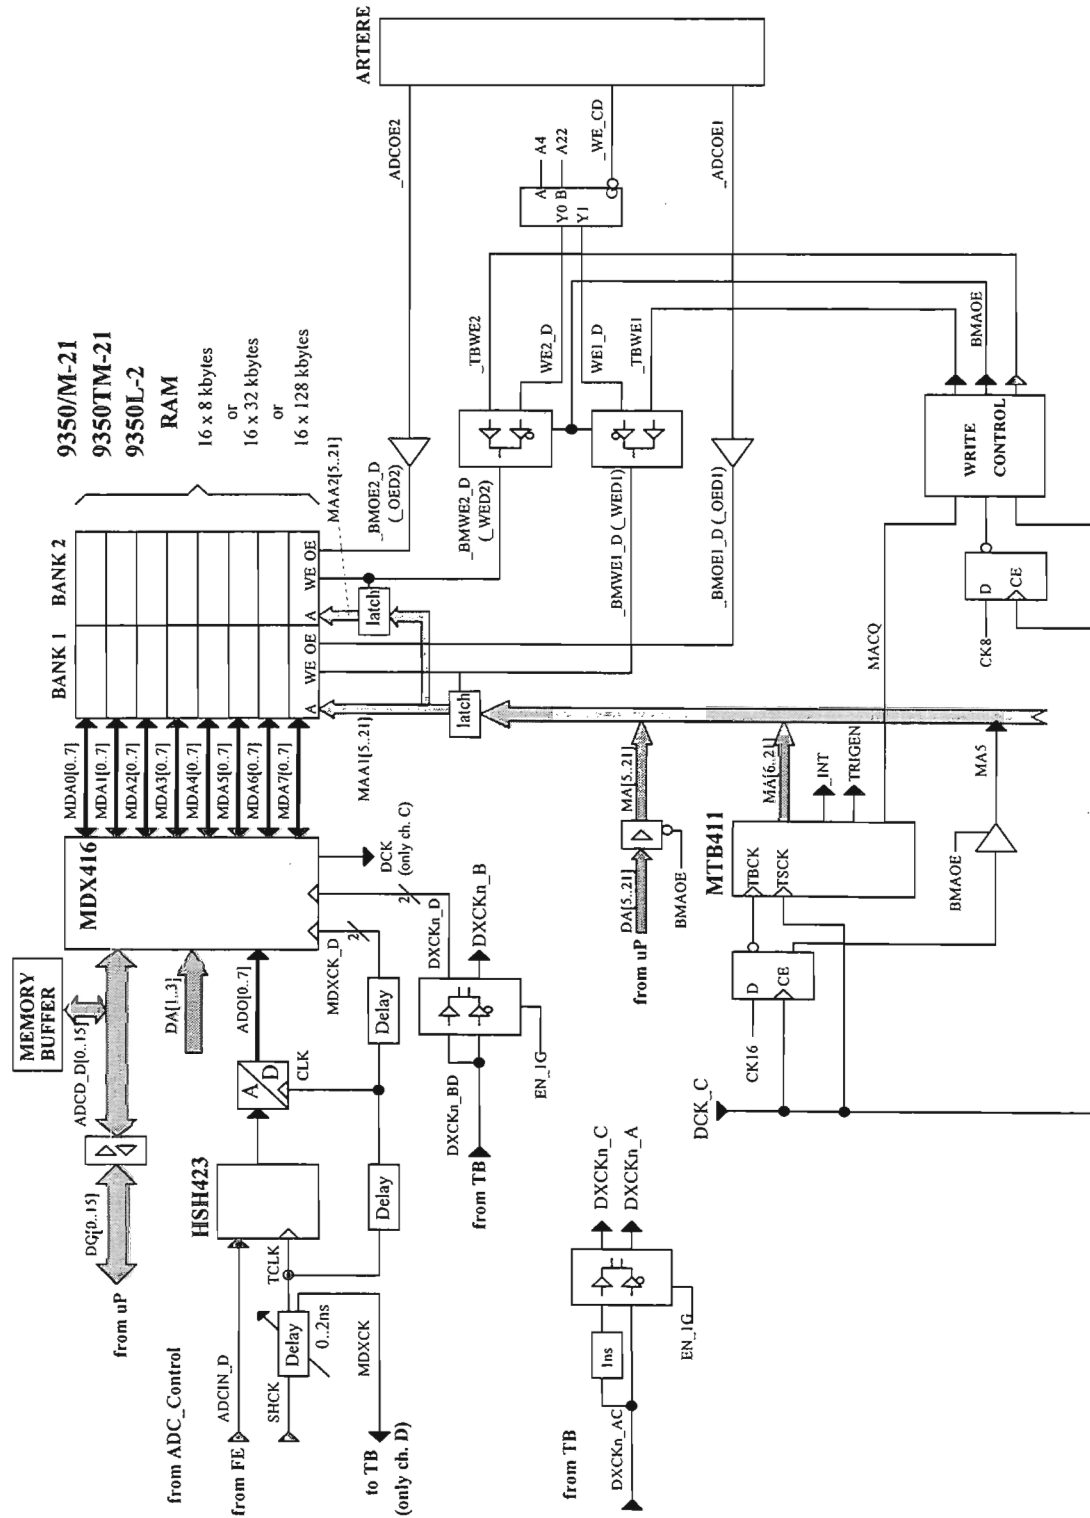 ARTERE
_ADCOE2
A4
A22
_WE_CD
_ADCOE1
A
B
G
Y0
Y1
9350/M-21
9350TM-21
9350L-2
RAM
16 x 8 kbytes
or
16 x 32 kbytes
or
16 x 128 kbytes
_TBWE2
WE2_D
WE1_D
_TBWE1
BMAOE
MAA2[5..21]
_BMOE2_D
(_OED2)
_BMWE2_D
(_WED2)
_BMWE1_D (_WED1)
_BMOE1_D (_OED1)
WRITE
CONTROL
BANK 1
BANK 2
A
WE
OE
A
WE
OE
latch
latch
MACQ
CK8
D
CE
MDA0[0..7]
MDA1[0..7]
MDA2[0..7]
MDA3[0..7]
MDA4[0..7]
MDA5[0..7]
MDA6[0..7]
MDA7[0..7]
MAA1[5..21]
MDX416
DCK
(only ch. C)
MEMORY
BUFFER
ADCD_D[0..15]
DA[1..3]
ADO[0..7]
MDXCK_D
2
DXCKn_D
2
DXCKn_B
DG[0..15]
from uP
A
D
CLK
Delay
HSH423
TCLK
Delay
DXCKn_BD
from TB
EN_1G
from ADC_Control
from FE
ADCIN_D
SHCK
Delay
0..2ns
MDXCK
to TB
(only ch. D)
from TB
DXCKn_AC
1ns
DXCKn_C
DXCKn_A
EN_1G
from uP
DA[5..21]
MA[5..21]
BMAOE
MTB411
TBCK
TSCK
MA[6..21]
_INT
TRIGEN
MA5
BMAOE
D
CE
CK16
DCK_C